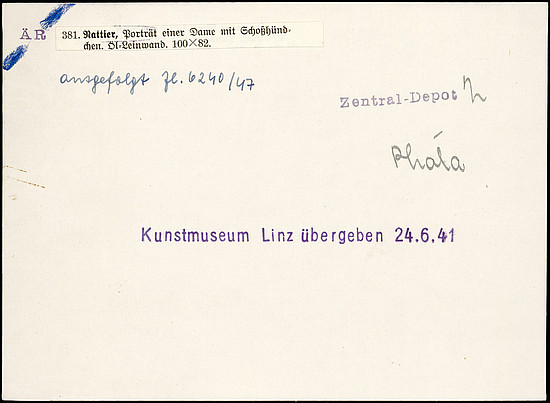 ÄR
381. Nattier, Porträt einer Dame mit Schoßhünd-
chen. Öl-Leinwand. 100×82.
ausgefolgt Zl. 6240/47
Zentral-Depot
Kunstmuseum Linz übergeben 24.6.41